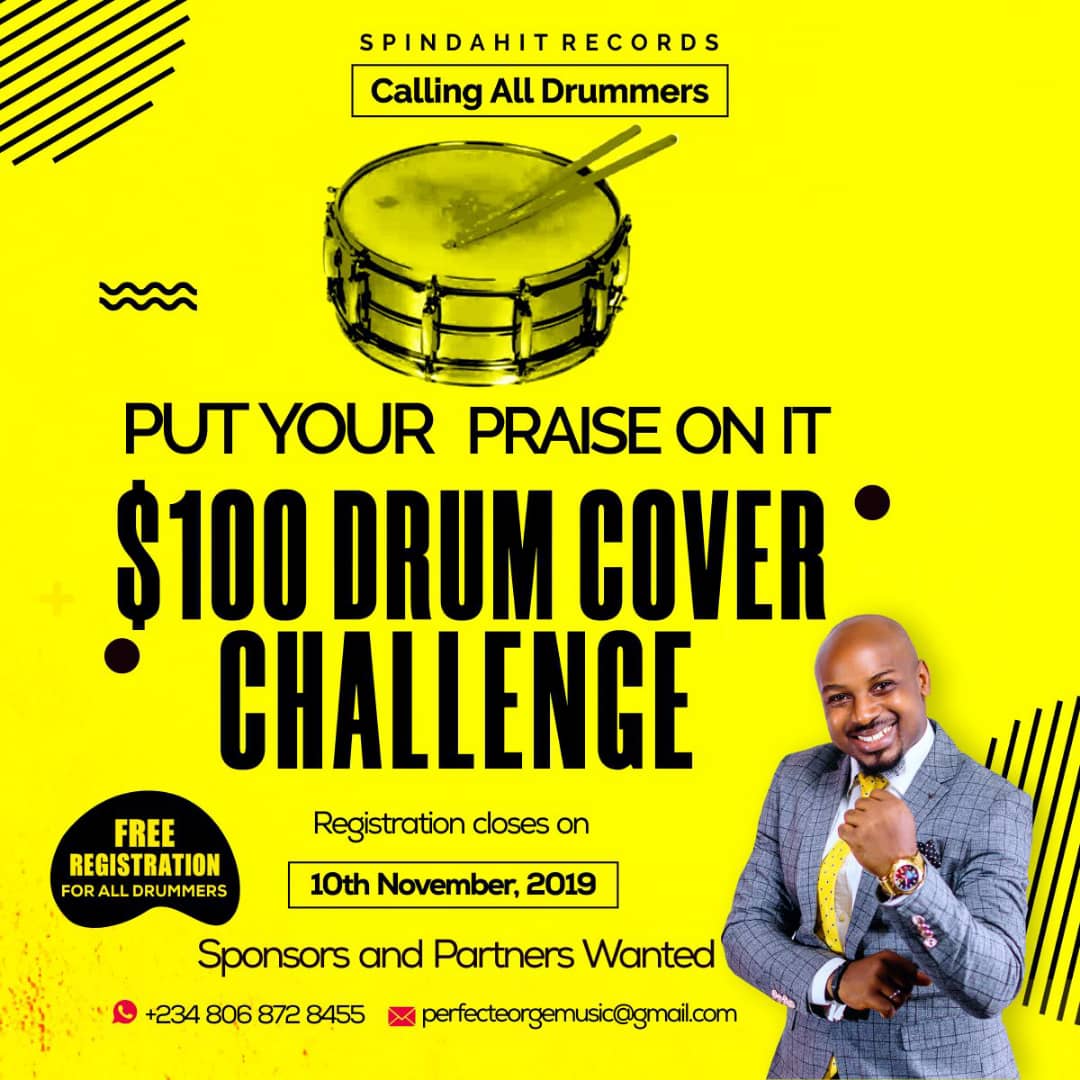 SPINDAHIT RECORDS
Calling All Drummers
PUT YOUR PRAISE ON IT
$100 DRUM COVER
CHALLENGE
FREE
REGISTRATION
FOR ALL DRUMMERS
Registration closes on
10th November, 2019
Sponsors and Partners Wanted
+234 806 872 8455 perfecteorgemusic@gmail.com